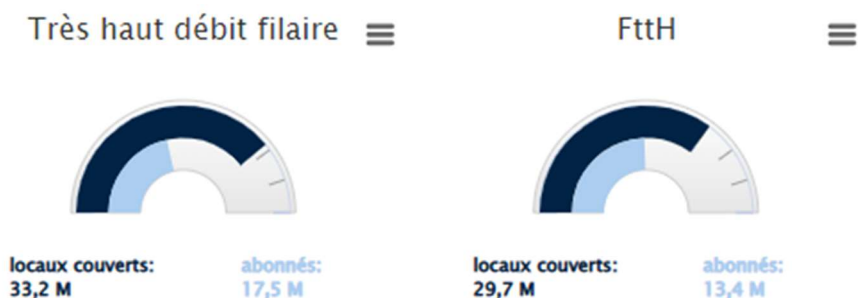 Très haut débit filaire
FttH
locaux couverts:
33,2 M
abonnés:
17,5 M
locaux couverts:
29,7 M
abonnés:
13,4 M